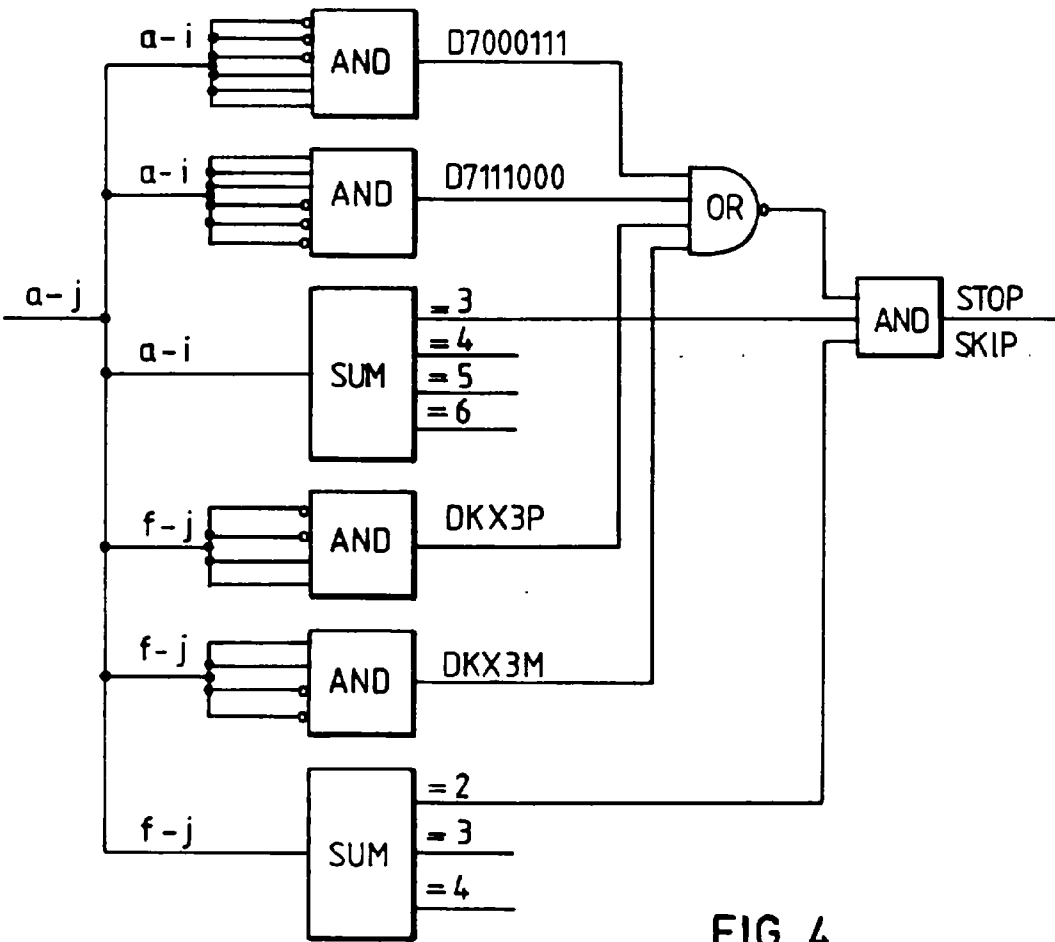 a-i
AND
D7000111
a-i
AND
D7111000
OR
a-j
= 3
AND
STOP
SKIP
a-i
SUM
= 4
= 5
= 6
f-j
AND
DKX3P
f-j
AND
DKX3M
f-j
SUM
= 2
= 3
= 4
FIG. 4